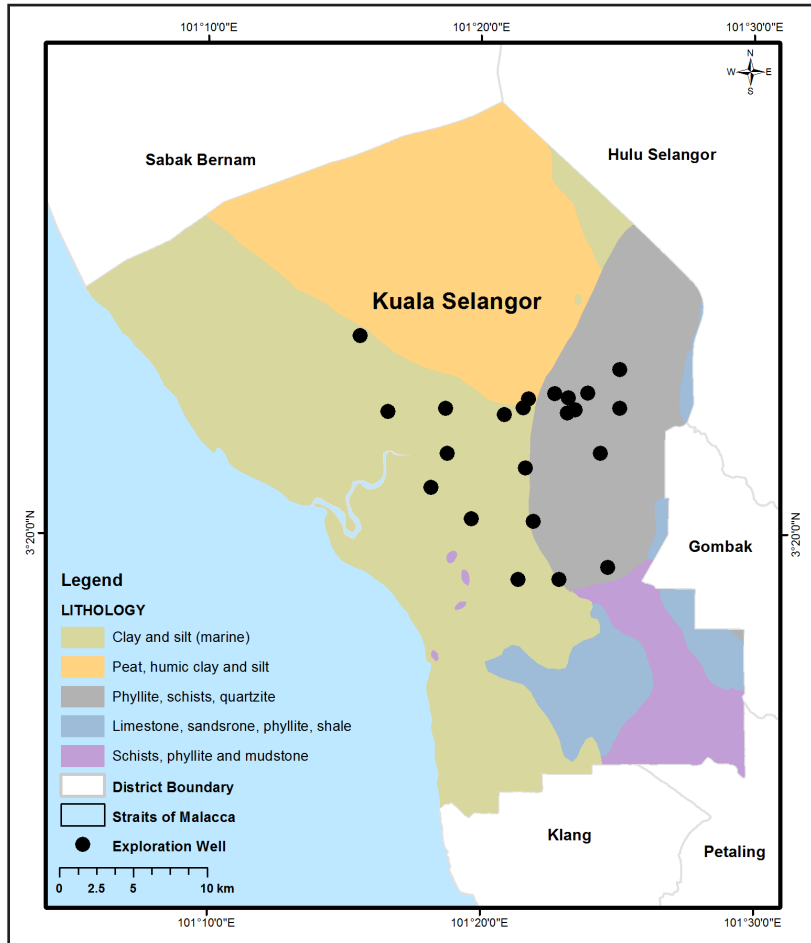 101°10'0"E
101°20'0"E
101°30'0"E
N
W
E
S
Sabak Bernam
Hulu Selangor
Kuala Selangor
3°20'0"N
3°20'0"N
Gombak
Legend
LITHOLOGY
Clay and silt (marine)
Peat, humic clay and silt
Phyllite, schists, quartzite
Limestone, sandsrone, phyllite, shale
Schists, phyllite and mudstone
District Boundary
Straits of Malacca
Exploration Well
0 2.5 5 10 km
Klang
Petaling
101°10'0"E
101°20'0"E
101°30'0"E